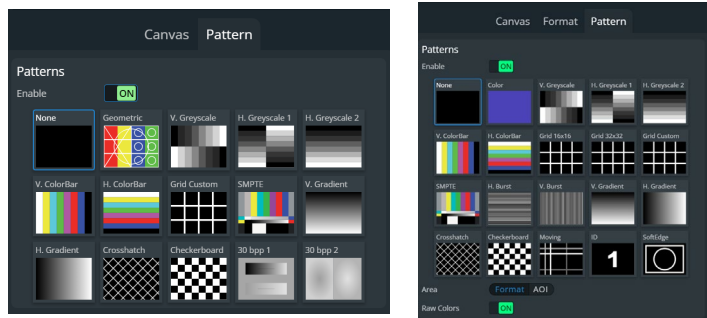 Canvas Pattern
Patterns
Enable ON
None Geometric V. Greyscale H. Greyscale 1 H. Greyscale 2
V. ColorBar H. ColorBar Grid Custom SMPTE V. Gradient
H. Gradient Crosshatch Checkerboard 30 bpp 1 30 bpp 2
Canvas Format Pattern
Patterns
Enable ON
None Color V. Greyscale H. Greyscale 1 H. Greyscale 2
V. ColorBar H. ColorBar Grid 16x16 Grid 32x32 Grid Custom
SMPTE H. Burst V. Burst V. Gradient H. Gradient
Crosshatch Checkerboard Moving ID SoftEdge
1
Area Format AOI
Raw Colors ON